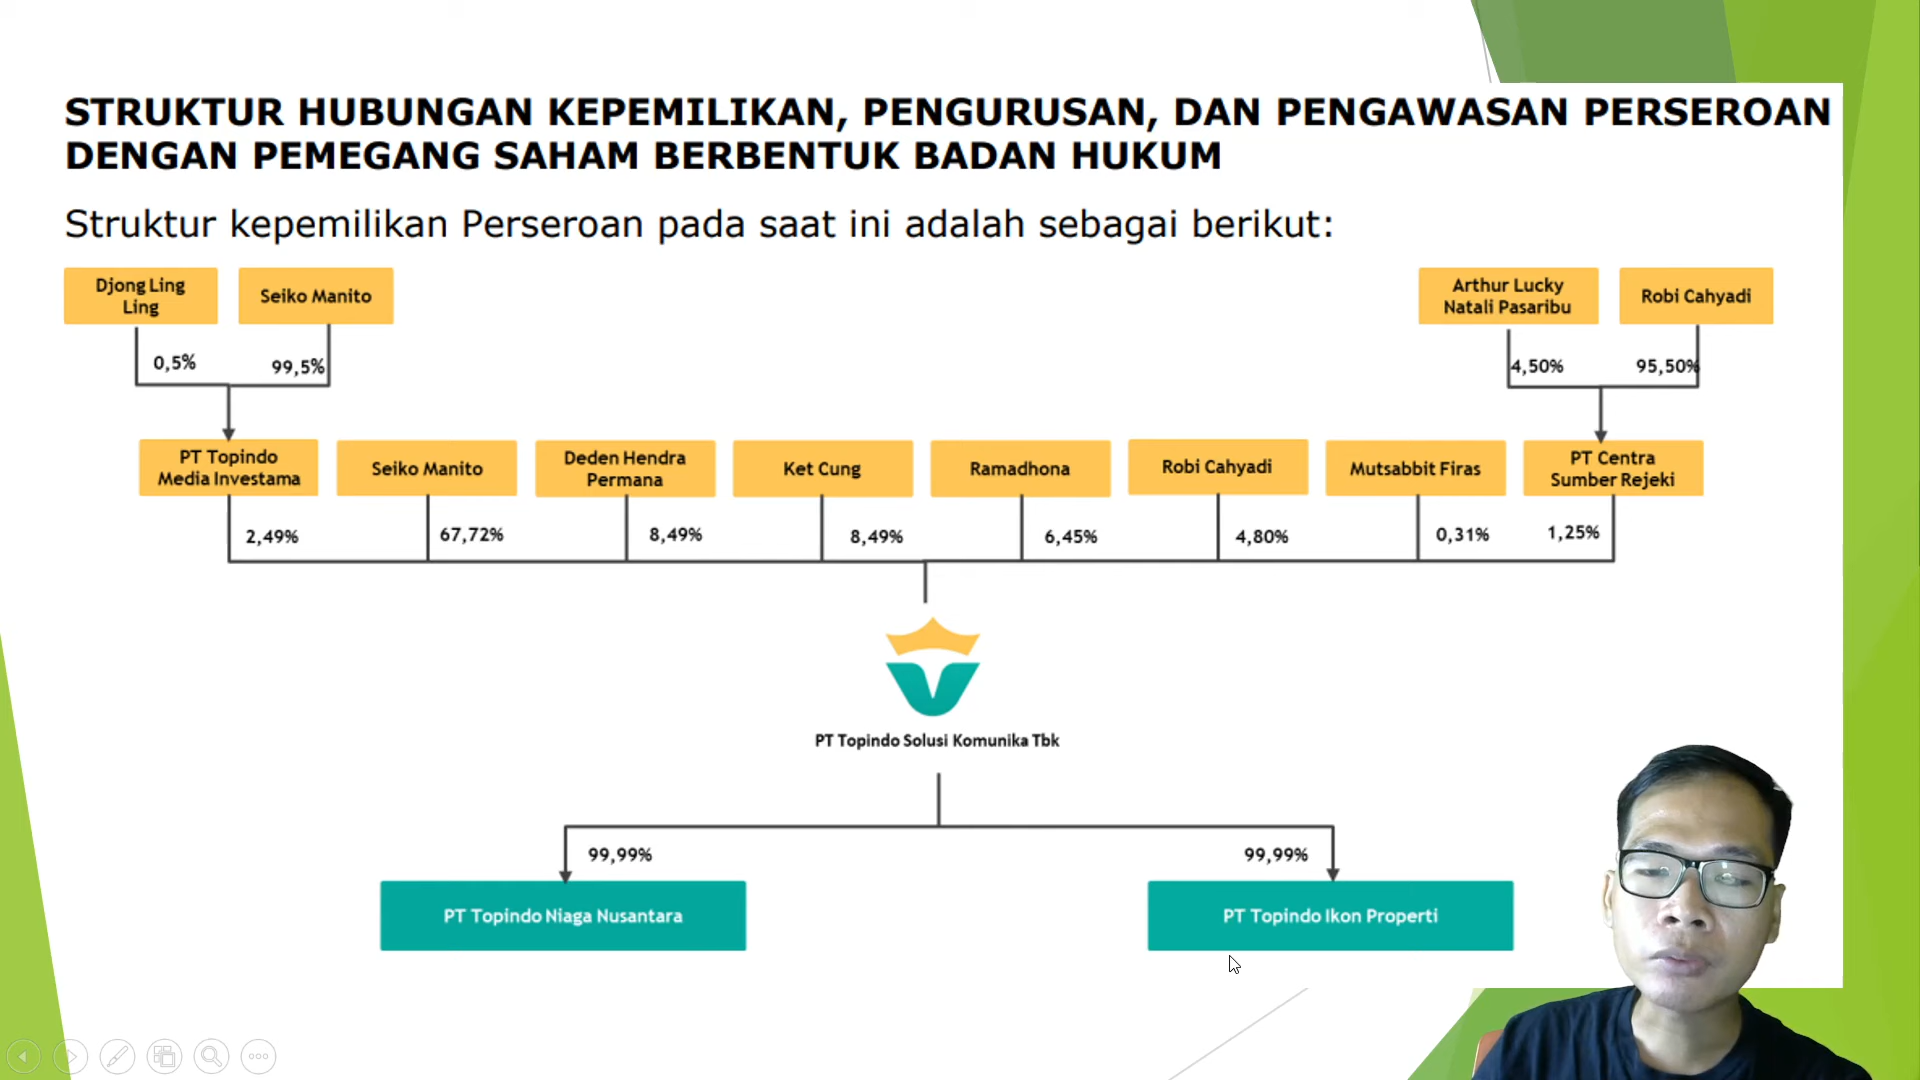 STRUKTUR HUBUNGAN KEPEMILIKAN, PENGURUSAN, DAN PENGAWASAN PERSEROAN
DENGAN PEMEGANG SAHAM BERBENTUK BADAN HUKUM
Struktur kepemilikan Perseroan pada saat ini adalah sebagai berikut:
Djong Ling
Ling
Seiko Manito
Arthur Lucky
Natali Pasaribu
Robi Cahyadi
0,5%
99,5%
4,50%
95,50%
PT Topindo
Media Investama
Seiko Manito
Deden Hendra
Permana
Ket Cung
Ramadhona
Robi Cahyadi
Mutsabbit Firas
PT Centra
Sumber Rejeki
2,49%
67,72%
8,49%
8,49%
6,45%
4,80%
0,31%
1,25%
PT Topindo Solusi Komunika Tbk
99,99%
99,99%
PT Topindo Niaga Nusantara
PT Topindo Ikon Properti